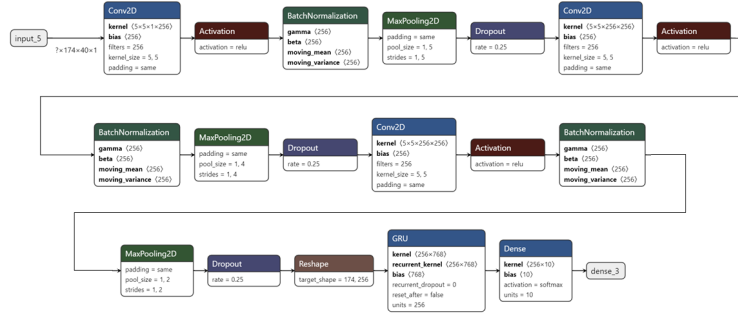 input_5
?×174×40×1
Conv2D
kernel ⟨5×5×1×256⟩
bias ⟨256⟩
filters = 256
kernel_size = 5, 5
padding = same
Activation
activation = relu
BatchNormalization
gamma ⟨256⟩
beta ⟨256⟩
moving_mean ⟨256⟩
moving_variance ⟨256⟩
MaxPooling2D
padding = same
pool_size = 1, 5
strides = 1, 5
Dropout
rate = 0.25
Conv2D
kernel ⟨5×5×256×256⟩
bias ⟨256⟩
filters = 256
kernel_size = 5, 5
padding = same
Activation
activation = relu
BatchNormalization
gamma ⟨256⟩
beta ⟨256⟩
moving_mean ⟨256⟩
moving_variance ⟨256⟩
MaxPooling2D
padding = same
pool_size = 1, 4
strides = 1, 4
Dropout
rate = 0.25
Conv2D
kernel ⟨5×5×256×256⟩
bias ⟨256⟩
filters = 256
kernel_size = 5, 5
padding = same
Activation
activation = relu
BatchNormalization
gamma ⟨256⟩
beta ⟨256⟩
moving_mean ⟨256⟩
moving_variance ⟨256⟩
MaxPooling2D
padding = same
pool_size = 1, 2
strides = 1, 2
Dropout
rate = 0.25
Reshape
target_shape = 174, 256
GRU
kernel ⟨256×768⟩
recurrent_kernel ⟨256×768⟩
bias ⟨768⟩
recurrent_dropout = 0
reset_after = false
units = 256
Dense
kernel ⟨256×10⟩
bias ⟨10⟩
activation = softmax
units = 10
dense_3